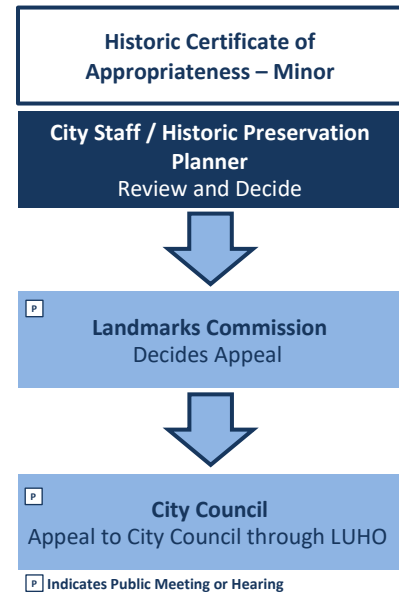 Historic Certificate of
Appropriateness – Minor
City Staff / Historic Preservation
Planner
Review and Decide
P
Landmarks Commission
Decides Appeal
P
City Council
Appeal to City Council through LUHO
P Indicates Public Meeting or Hearing